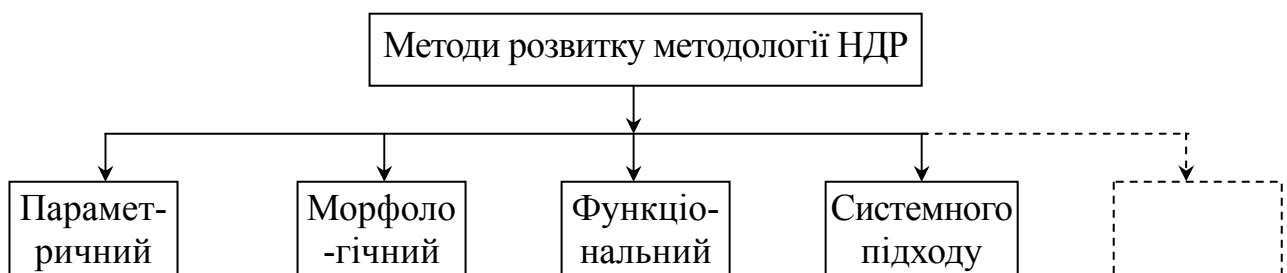 Методи розвитку методології НДР
Парамет-
ричний
Морфоло
-гічний
Функціо-
нальний
Системного
підходу